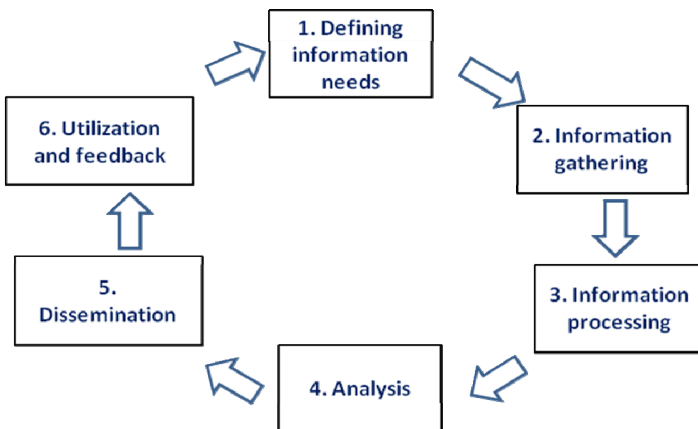 1. Defining
information
needs
2. Information
gathering
3. Information
processing
4. Analysis
5.
Dissemination
6. Utilization
and feedback